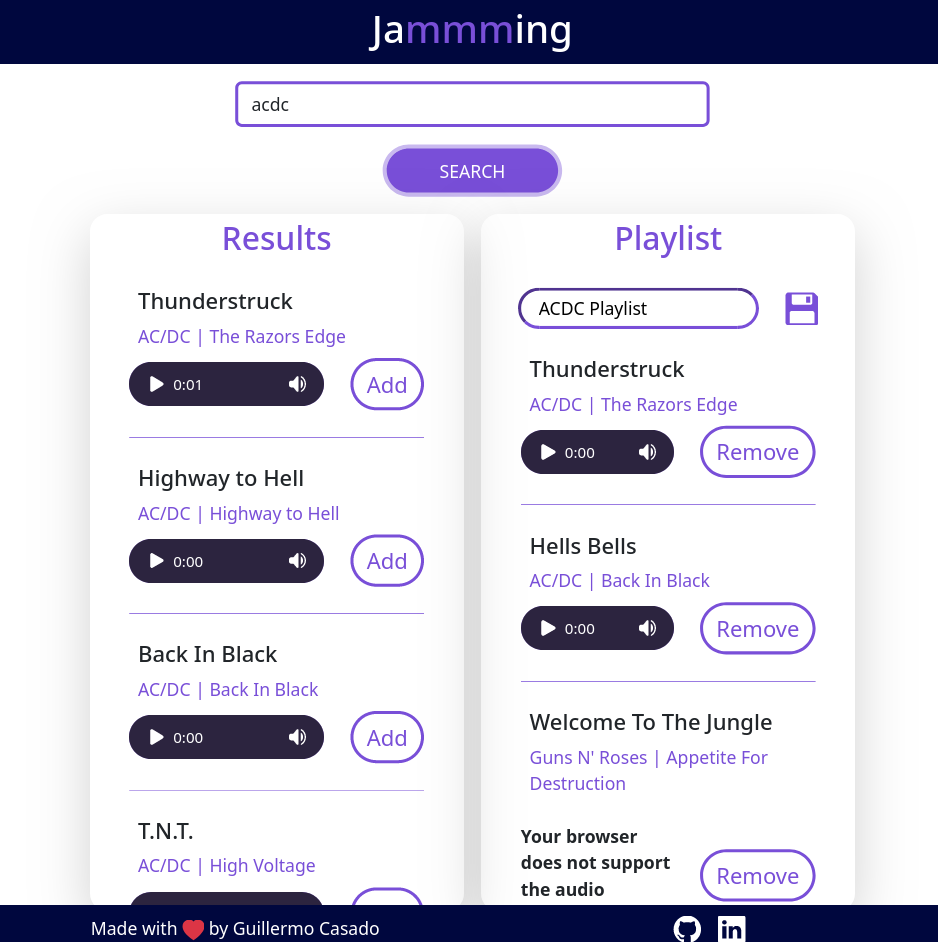 Jammming
acdc
SEARCH
Results
Thunderstruck
AC/DC | The Razors Edge
0:01
Add
Highway to Hell
AC/DC | Highway to Hell
0:00
Add
Back In Black
AC/DC | Back In Black
0:00
Add
T.N.T.
AC/DC | High Voltage
Playlist
ACDC Playlist
Thunderstruck
AC/DC | The Razors Edge
0:00
Remove
Hells Bells
AC/DC | Back In Black
0:00
Remove
Welcome To The Jungle
Guns N' Roses | Appetite For
Destruction
Your browser
does not support
the audio
Remove
Made with ❤️ by Guillermo Casado
in